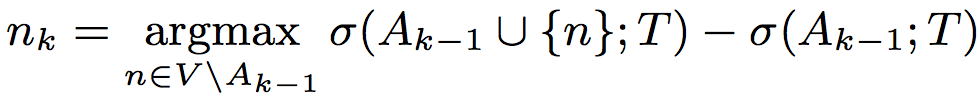 n_k = argmax_{n∈V\A_{k−1}} σ(A_{k−1} ∪ {n}; T) − σ(A_{k−1}; T)